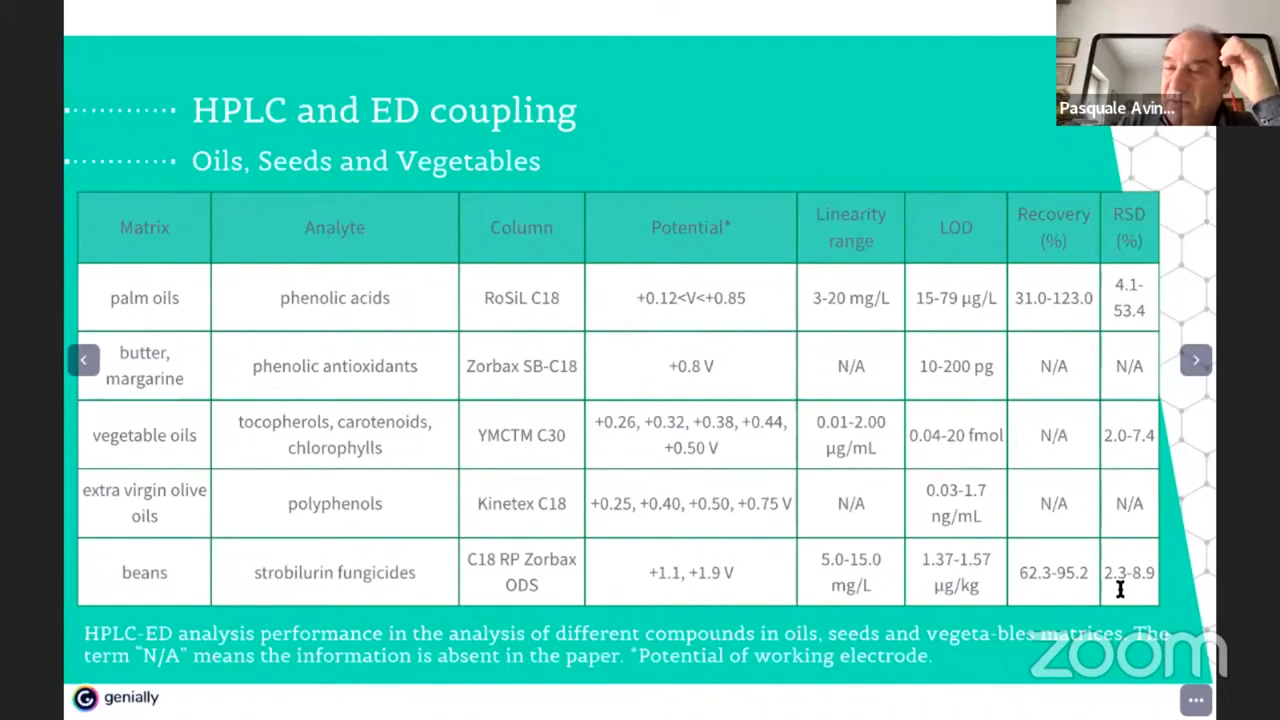 Pasquale Avin...
HPLC and ED coupling
Oils, Seeds and Vegetables
Matrix
Analyte
Column
Potential*
Linearity
range
LOD
Recovery
(%)
RSD
(%)
palm oils
phenolic acids
RoSiL C18
+0.12<V<+0.85
3-20 mg/L
15-79 µg/L
31.0-123.0
4.1-
53.4
butter,
margarine
phenolic antioxidants
Zorbax SB-C18
+0.8 V
N/A
10-200 pg
N/A
N/A
vegetable oils
tocopherols, carotenoids,
chlorophylls
YMCTM C30
+0.26, +0.32, +0.38, +0.44,
+0.50 V
0.01-2.00
µg/mL
0.04-20 fmol
N/A
2.0-7.4
extra virgin olive
oils
polyphenols
Kinetex C18
+0.25, +0.40, +0.50, +0.75 V
N/A
0.03-1.7
ng/mL
N/A
N/A
beans
strobilurin fungicides
C18 RP Zorbax
ODS
+1.1, +1.9 V
5.0-15.0
mg/L
1.37-1.57
µg/kg
62.3-95.2
2.3-8.9
HPLC-ED analysis performance in the analysis of different compounds in oils, seeds and vegeta-bles matrices. The
term "N/A" means the information is absent in the paper. *Potential of working electrode.
zoom
genially